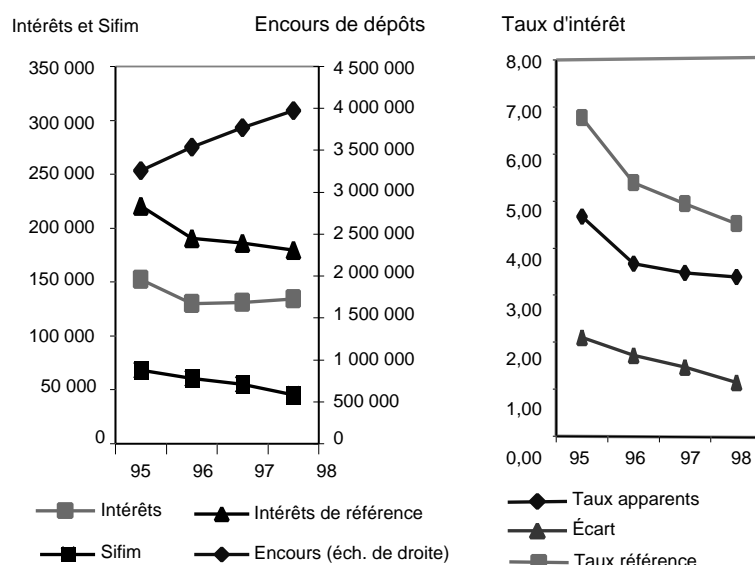 Intérêts et Sifim
Encours de dépôts
350 000
300 000
250 000
200 000
150 000
100 000
50 000
0
4 500 000
4 000 000
3 500 000
3 000 000
2 500 000
2 000 000
1 500 000
1 000 000
500 000
0
95 96 97 98
Intérêts
Intérêts de référence
Sifim
Encours (éch. de droite)
Taux d'intérêt
8,00
7,00
6,00
5,00
4,00
3,00
2,00
1,00
0,00
95 96 97 98
Taux apparents
Écart
Taux référence